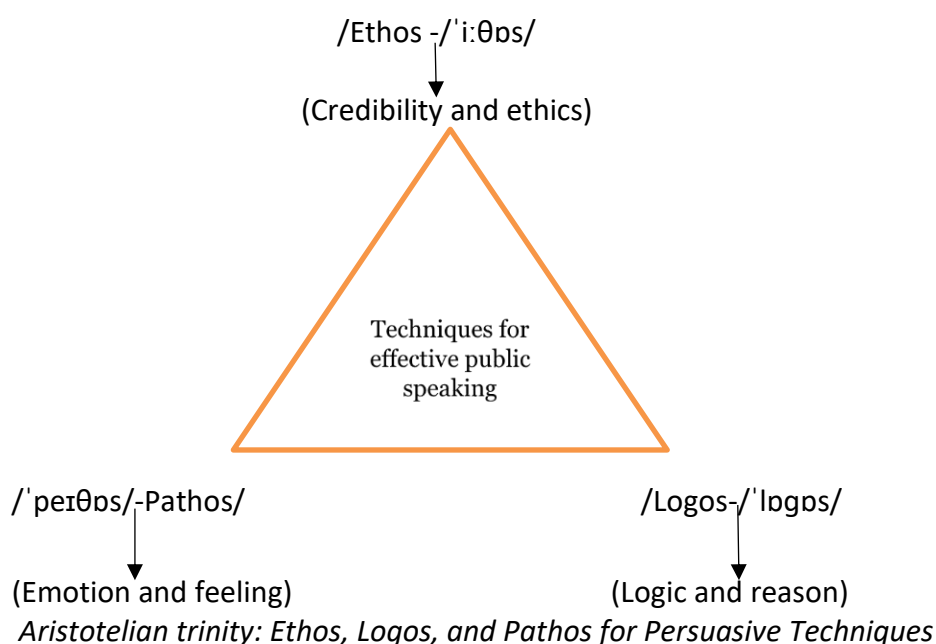 /Ethos -/ˈiːθɒs/
(Credibility and ethics)
Techniques for
effective public
speaking
/ˈpeɪθɒs/-Pathos/
/Logos-/ˈlɒgɒs/
(Emotion and feeling)
(Logic and reason)
Aristotelian trinity: Ethos, Logos, and Pathos for Persuasive Techniques